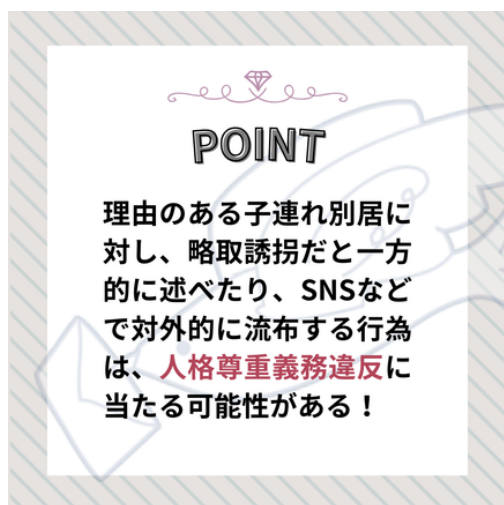 POINT
理由のある子連れ別居に
対し、略取誘拐だと一方
的に述べたり、SNSなど
で対外的に流布する行為
は、人格尊重義務違反に
当たる可能性がある！